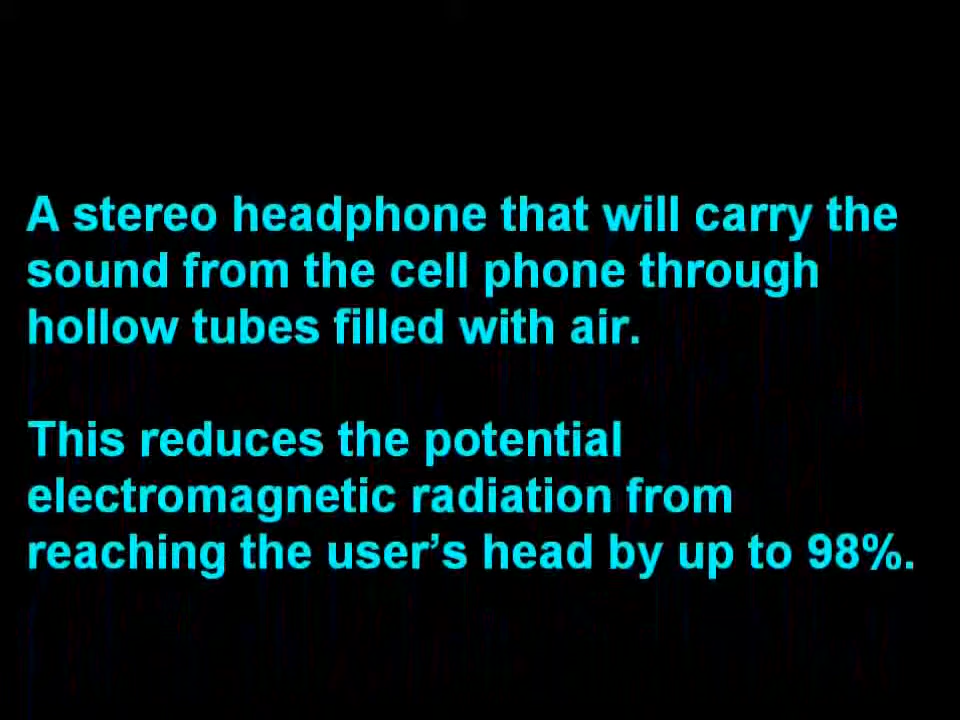 A stereo headphone that will carry the
sound from the cell phone through
hollow tubes filled with air.
This reduces the potential
electromagnetic radiation from
reaching the user’s head by up to 98%.